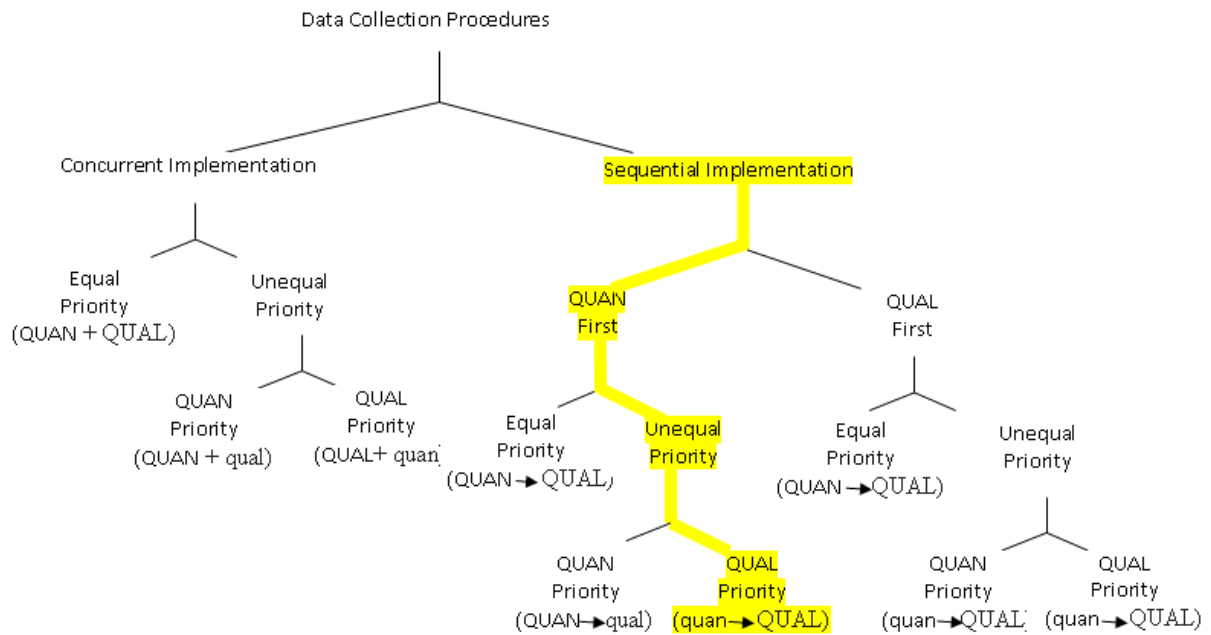 Data Collection Procedures
Concurrent Implementation
Sequential Implementation
Equal
Priority
(QUAN + QUAL)
Unequal
Priority
QUAN
Priority
(QUAN + qual)
QUAL
Priority
(QUAL+ quan)
QUAN
First
QUAL
First
Equal
Priority
(QUAN→QUAL)
Unequal
Priority
QUAN
Priority
(QUAN→qual)
QUAL
Priority
(quan→QUAL)
Equal
Priority
(QUAN→QUAL)
Unequal
Priority
QUAN
Priority
(quan→QUAL)
QUAL
Priority
(quan→QUAL)